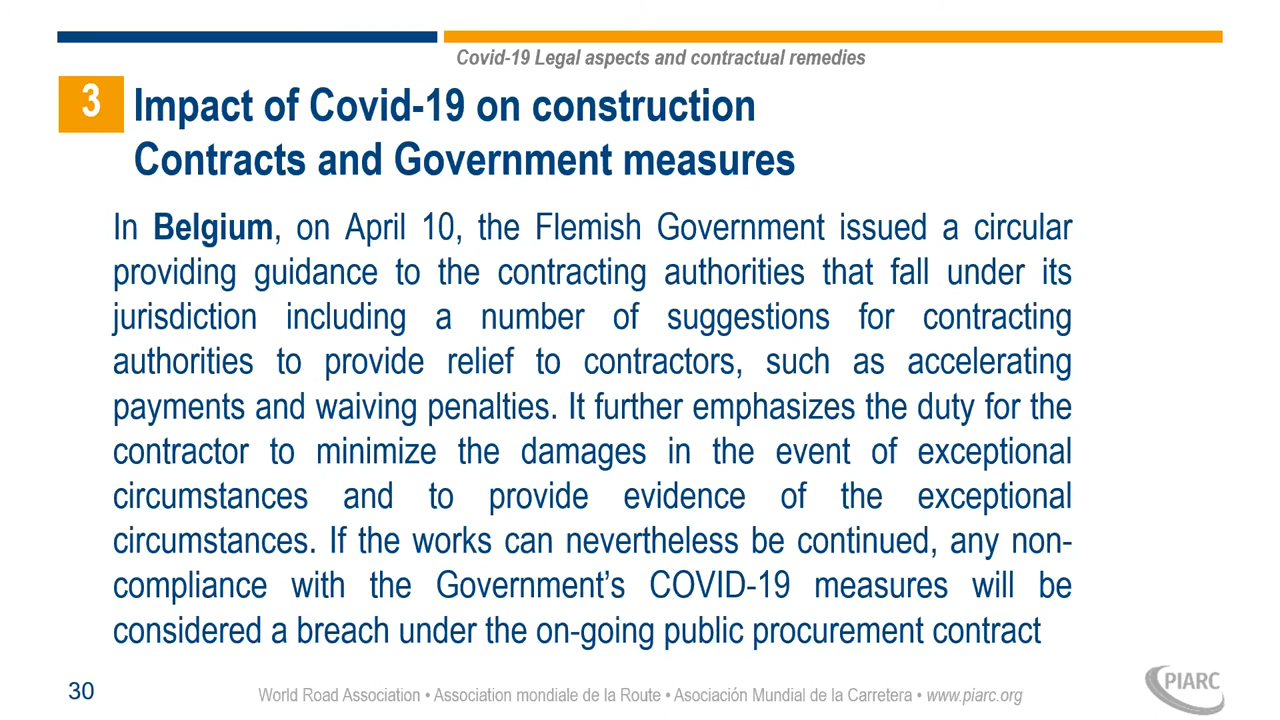 Covid-19 Legal aspects and contractual remedies
3
Impact of Covid-19 on construction
Contracts and Government measures
In Belgium, on April 10, the Flemish Government issued a circular
providing guidance to the contracting authorities that fall under its
jurisdiction including a number of suggestions for contracting
authorities to provide relief to contractors, such as accelerating
payments and waiving penalties. It further emphasizes the duty for the
contractor to minimize the damages in the event of exceptional
circumstances and to provide evidence of the exceptional
circumstances. If the works can nevertheless be continued, any non-
compliance with the Government’s COVID-19 measures will be
considered a breach under the on-going public procurement contract
30
World Road Association • Association mondiale de la Route • Asociación Mundial de la Carretera • www.piarc.org
PIARC